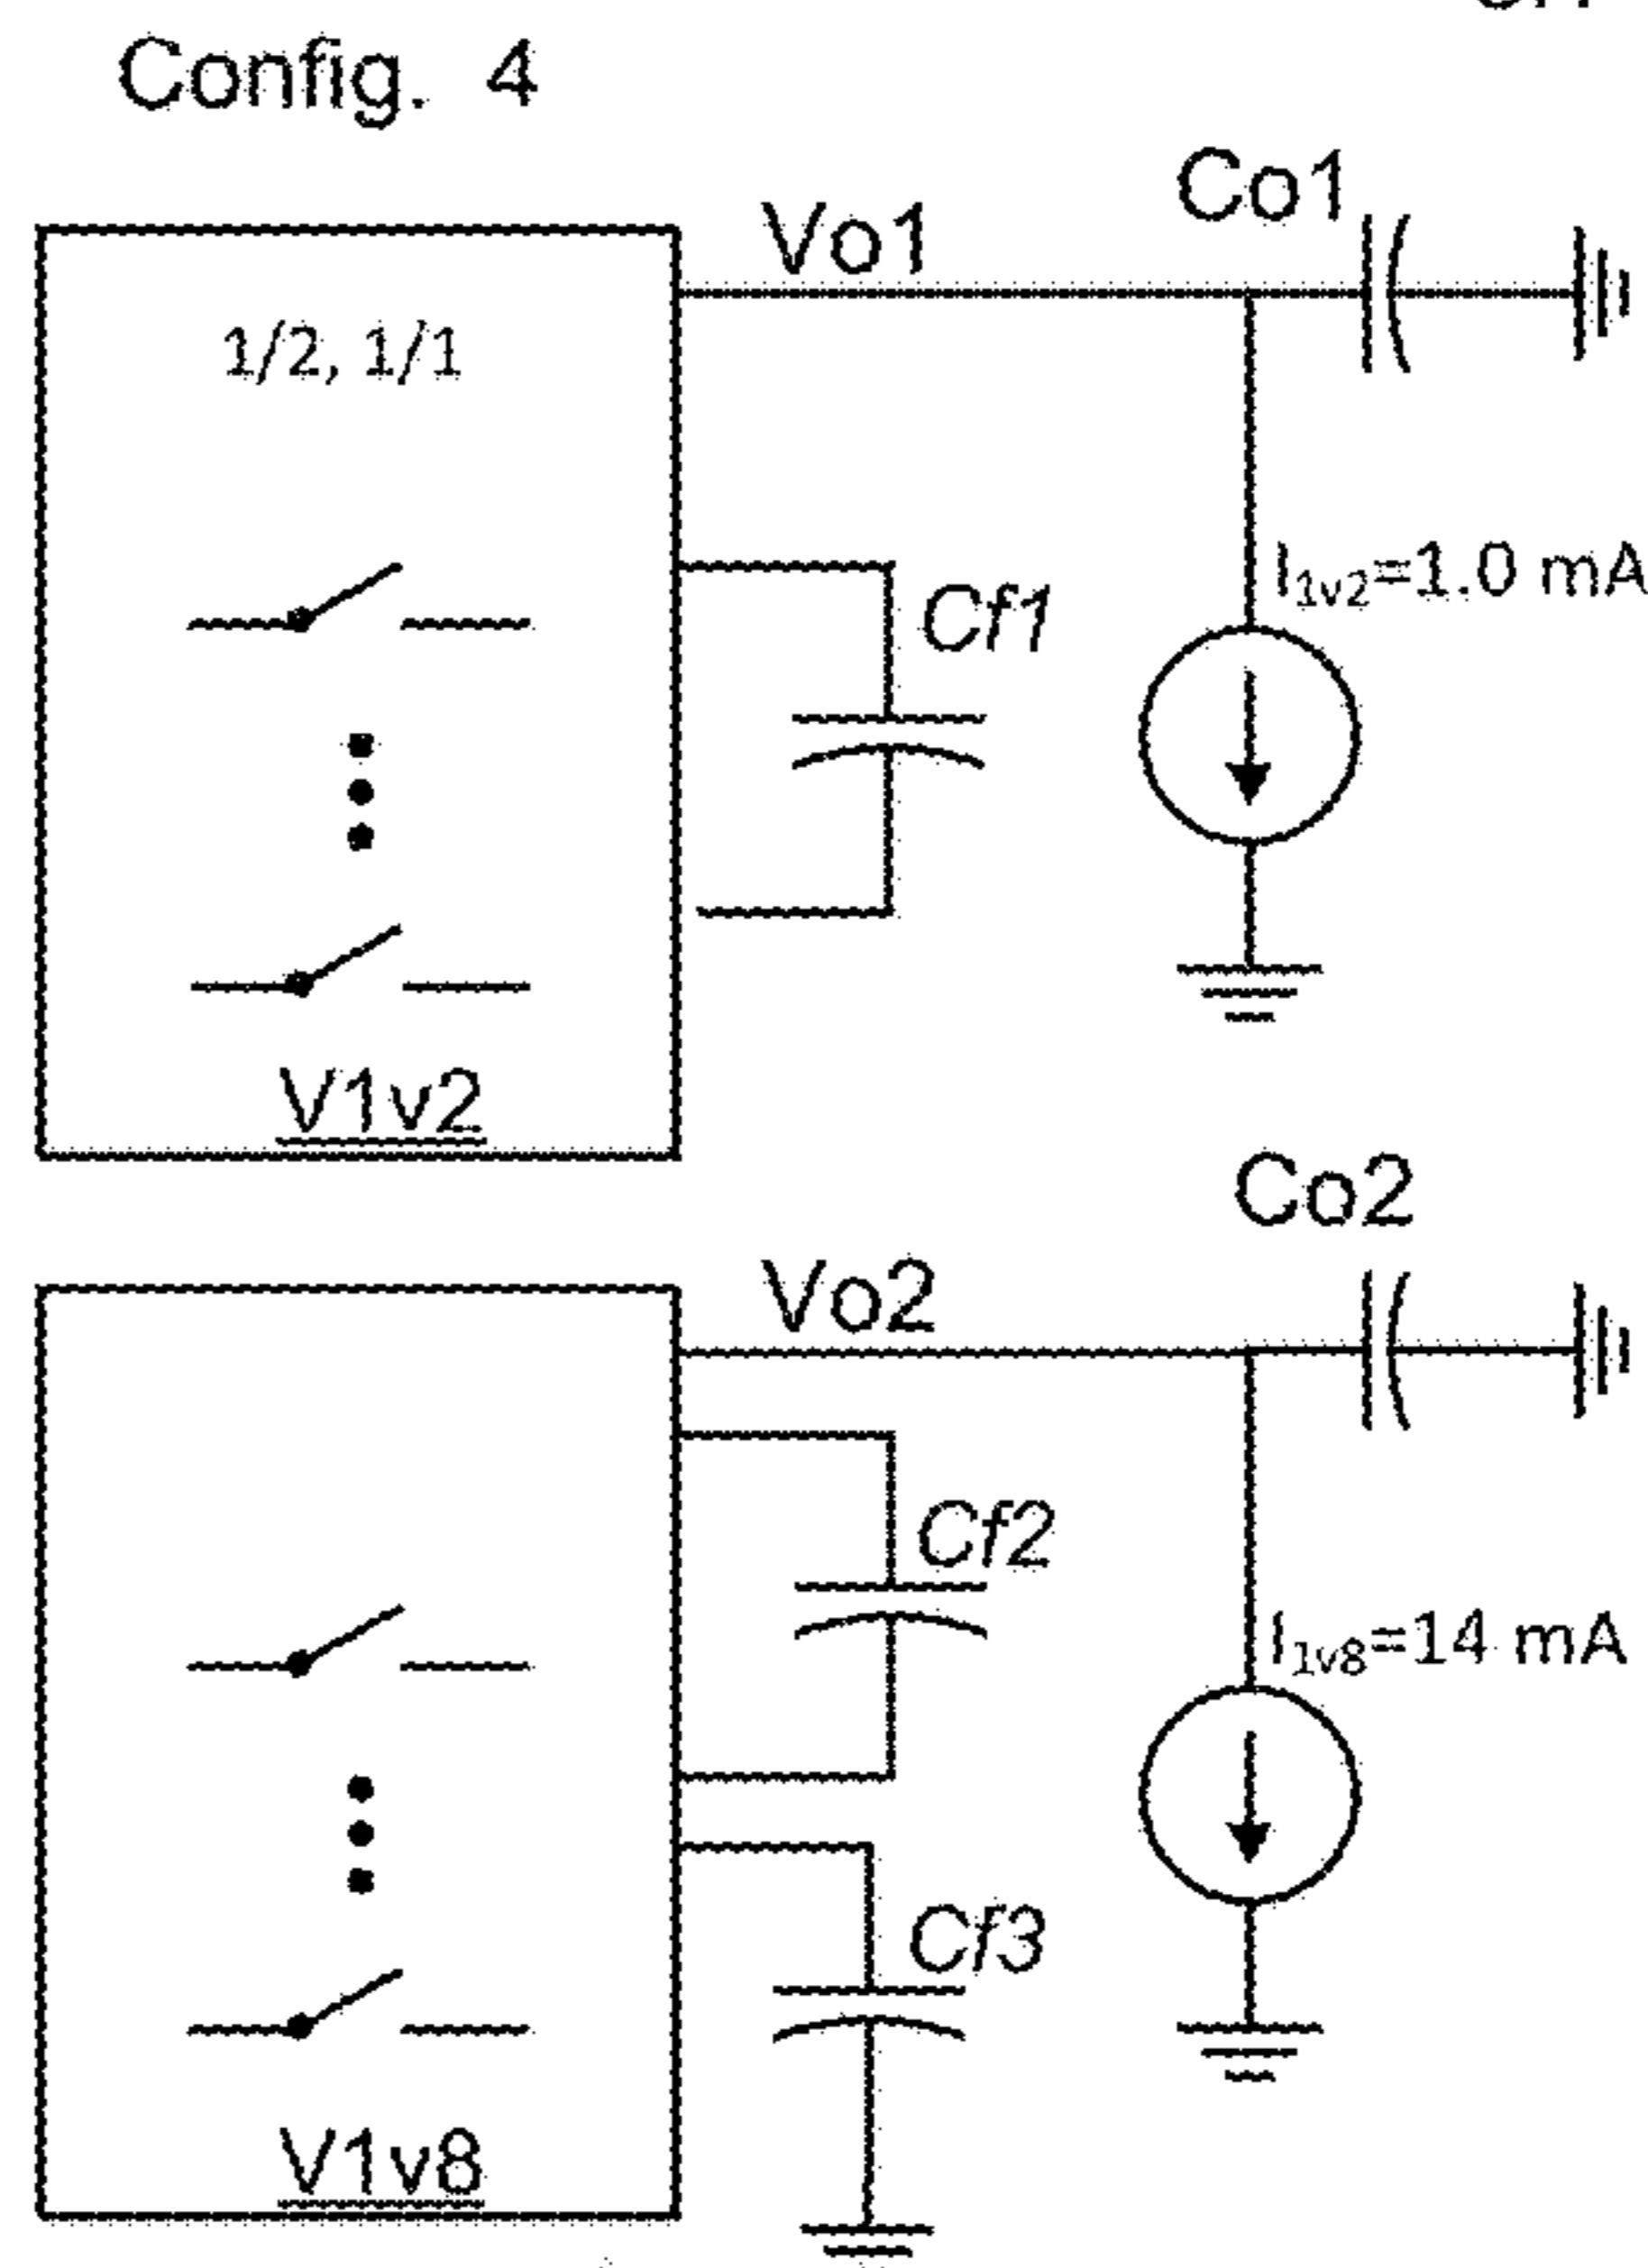 Config. 4
Co1
Vo1
1/2, 1/1
I1v2=1.0 mA
Cf1
V1v2
Co2
Vo2
Cf2
I1v8=14 mA
Cf3
V1v8